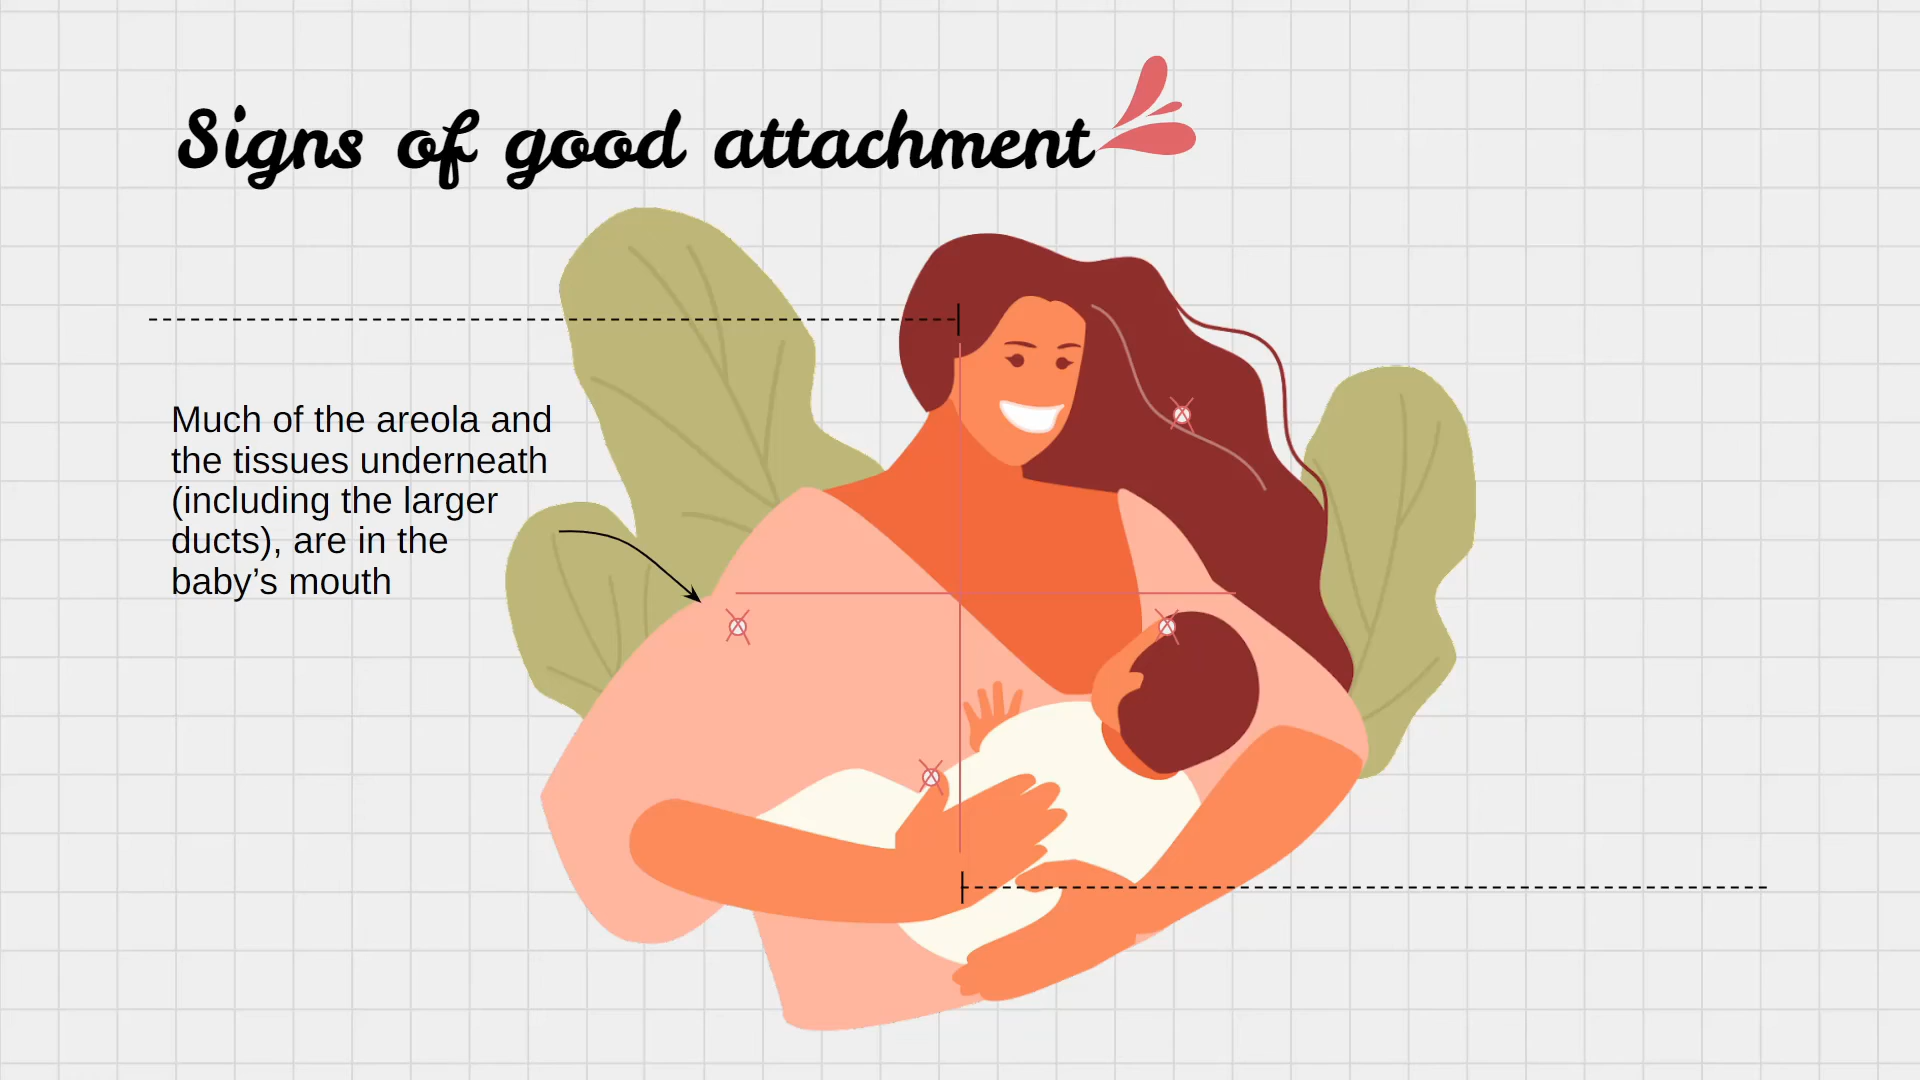 Signs of good attachment
Much of the areola and
the tissues underneath
(including the larger
ducts), are in the
baby’s mouth